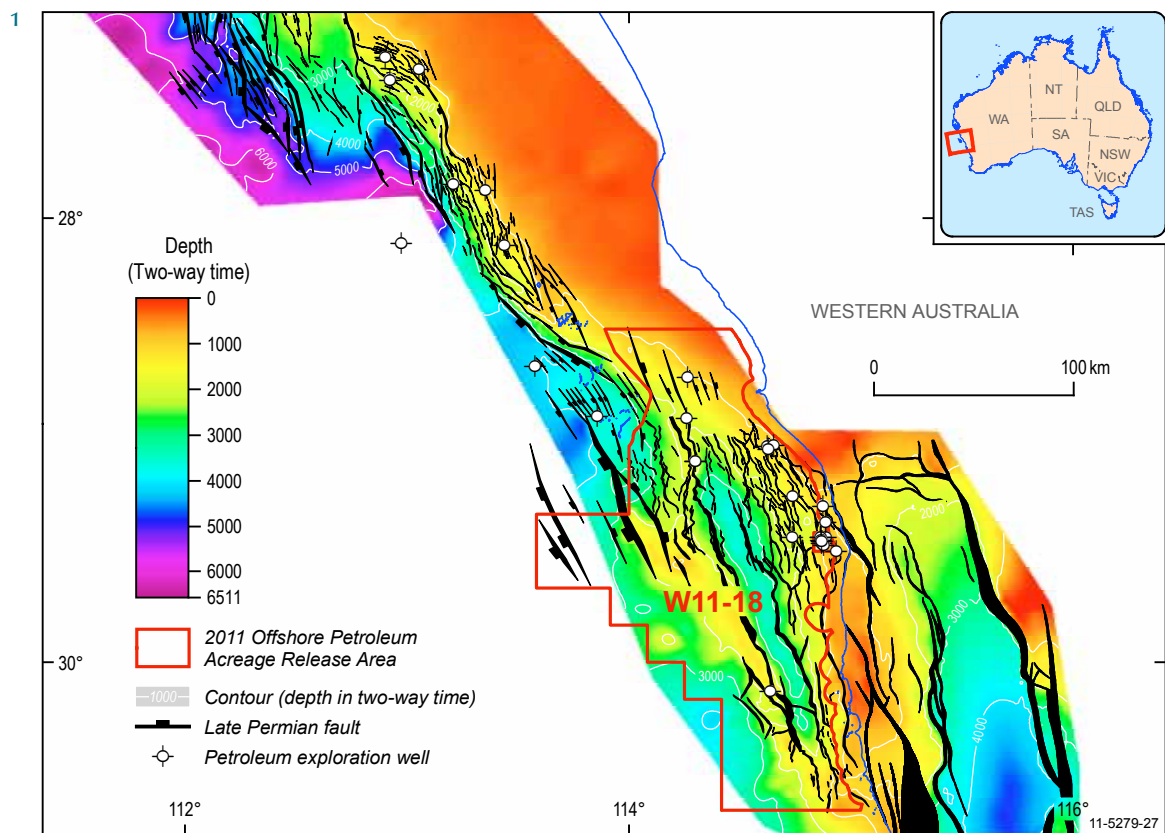 1
NT
QLD
WA
SA
NSW
VIC
TAS
3000
2000
4000
5000
6000
28°
Depth
(Two-way time)
0
1000
2000
3000
4000
5000
6000
6511
WESTERN AUSTRALIA
0 100 km
0
2000
W11-18
3000
3000
4000
30°
2011 Offshore Petroleum
Acreage Release Area
1000
Contour (depth in two-way time)
Late Permian fault
Petroleum exploration well
112° 114° 116°
11-5279-27